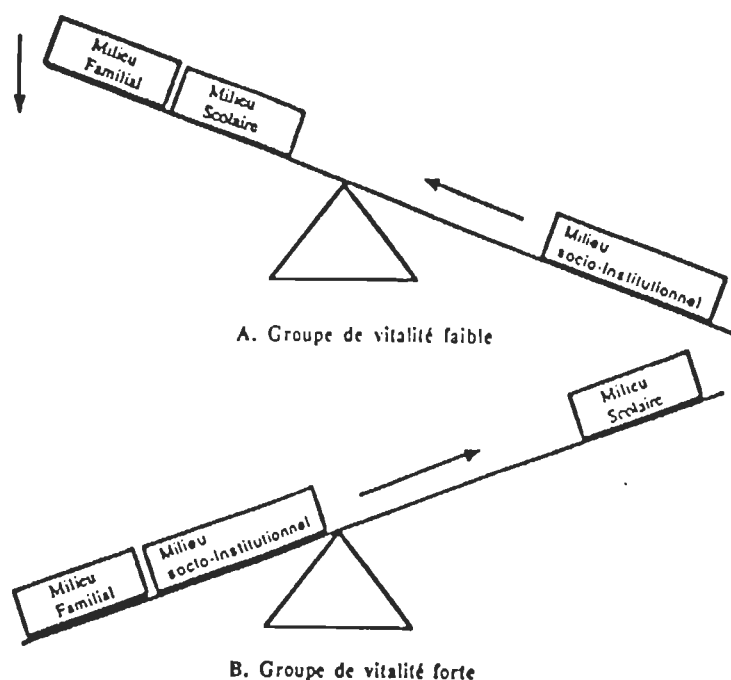 Milieu
Familial
Milieu
Scolaire
Milieu
socio-Institutionnel
A. Groupe de vitalité faible
Milieu
Scolaire
Milieu
socio-Institutionnel
Milieu
Familial
B. Groupe de vitalité forte